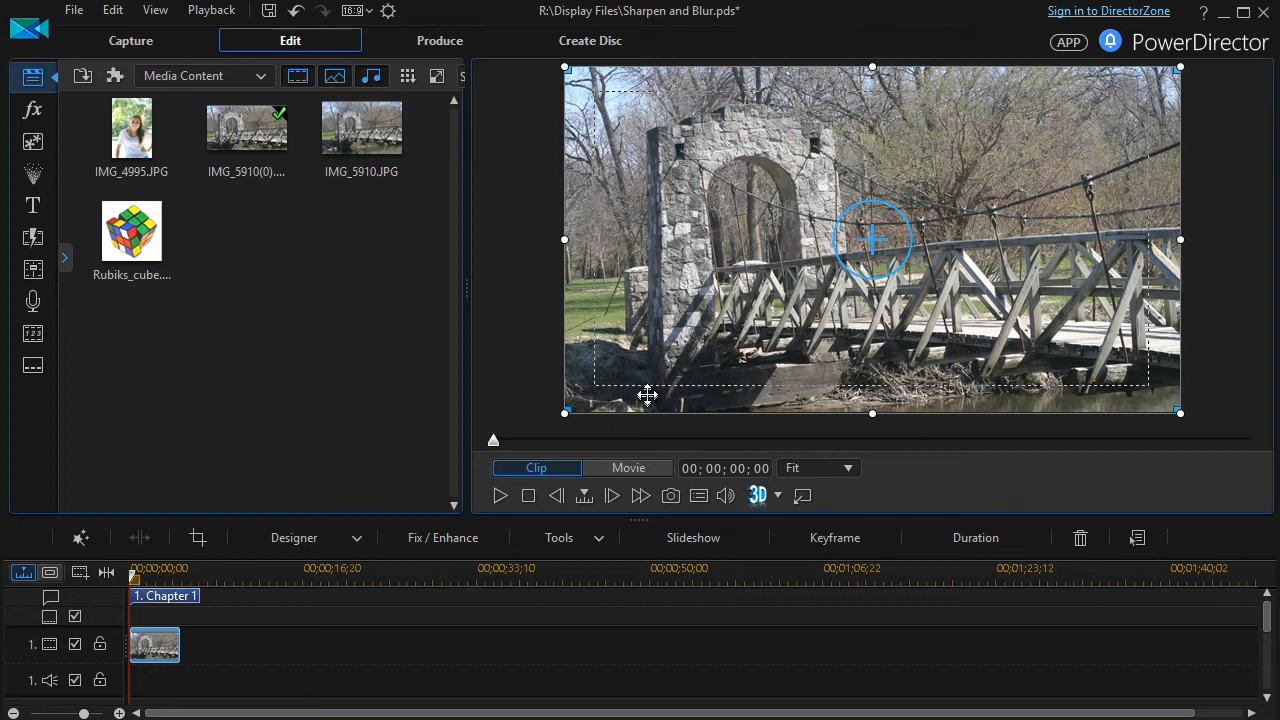 File Edit View Playback 16:9 R:\Display Files\Sharpen and Blur.pds* Sign in to DirectorZone ?
Capture Edit Produce Create Disc APP PowerDirector
Media Content S
fx
IMG_4995.JPG IMG_5910(0).... IMG_5910.JPG
T
Rubiks_cube....
Clip Movie 00; 00; 00; 00 Fit
3D
Designer Fix / Enhance Tools Slideshow Keyframe Duration
00;00;00;00 00;00;16;20 00;00;33;10 00;00;50;00 00;01;06;22 00;01;23;12 00;01;40;02
1. Chapter 1
1.
1.